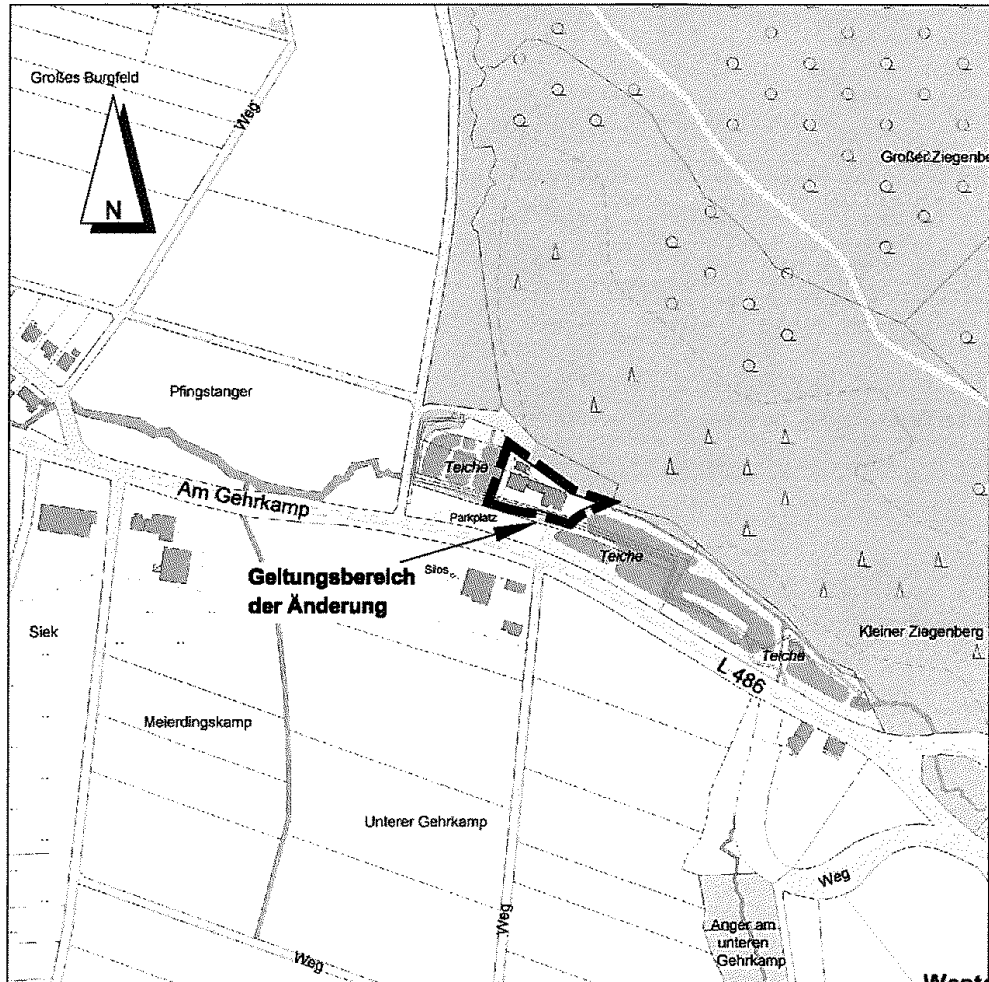 Großes Burgfeld
Weg
N
Großer Ziegenbe
Pfingstanger
Teiche
Am Gehrkamp
Parkplatz
Teiche
Geltungsbereich
der Änderung
Silos
Siek
Kleiner Ziegenberg
Teiche
L 486
Meierdingskamp
Unterer Gehrkamp
Weg
Weg
Anger am
unteren
Gehrkamp
Weg